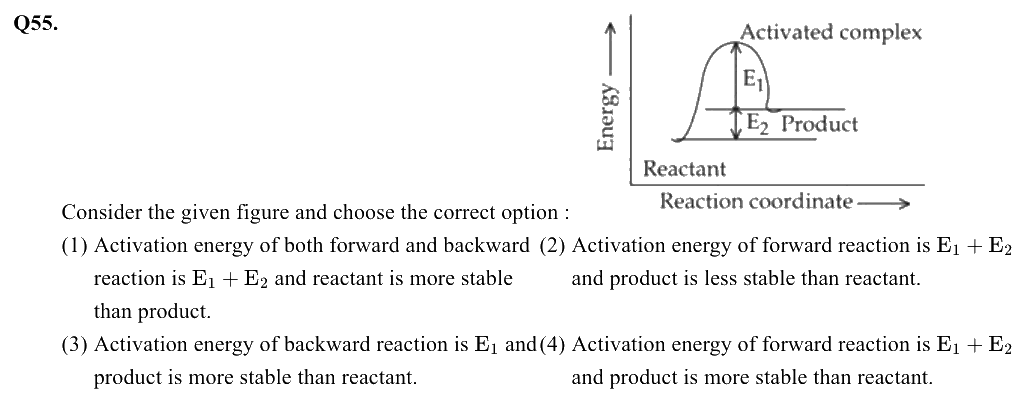 Q55.
Activated complex
E₁
Energy
E₂ Product
Reactant
Reaction coordinate
Consider the given figure and choose the correct option :
(1) Activation energy of both forward and backward reaction is E₁ + E₂ and reactant is more stable than product.
(2) Activation energy of forward reaction is E₁ + E₂ and product is less stable than reactant.
(3) Activation energy of backward reaction is E₁ and product is more stable than reactant.
(4) Activation energy of forward reaction is E₁ + E₂ and product is more stable than reactant.